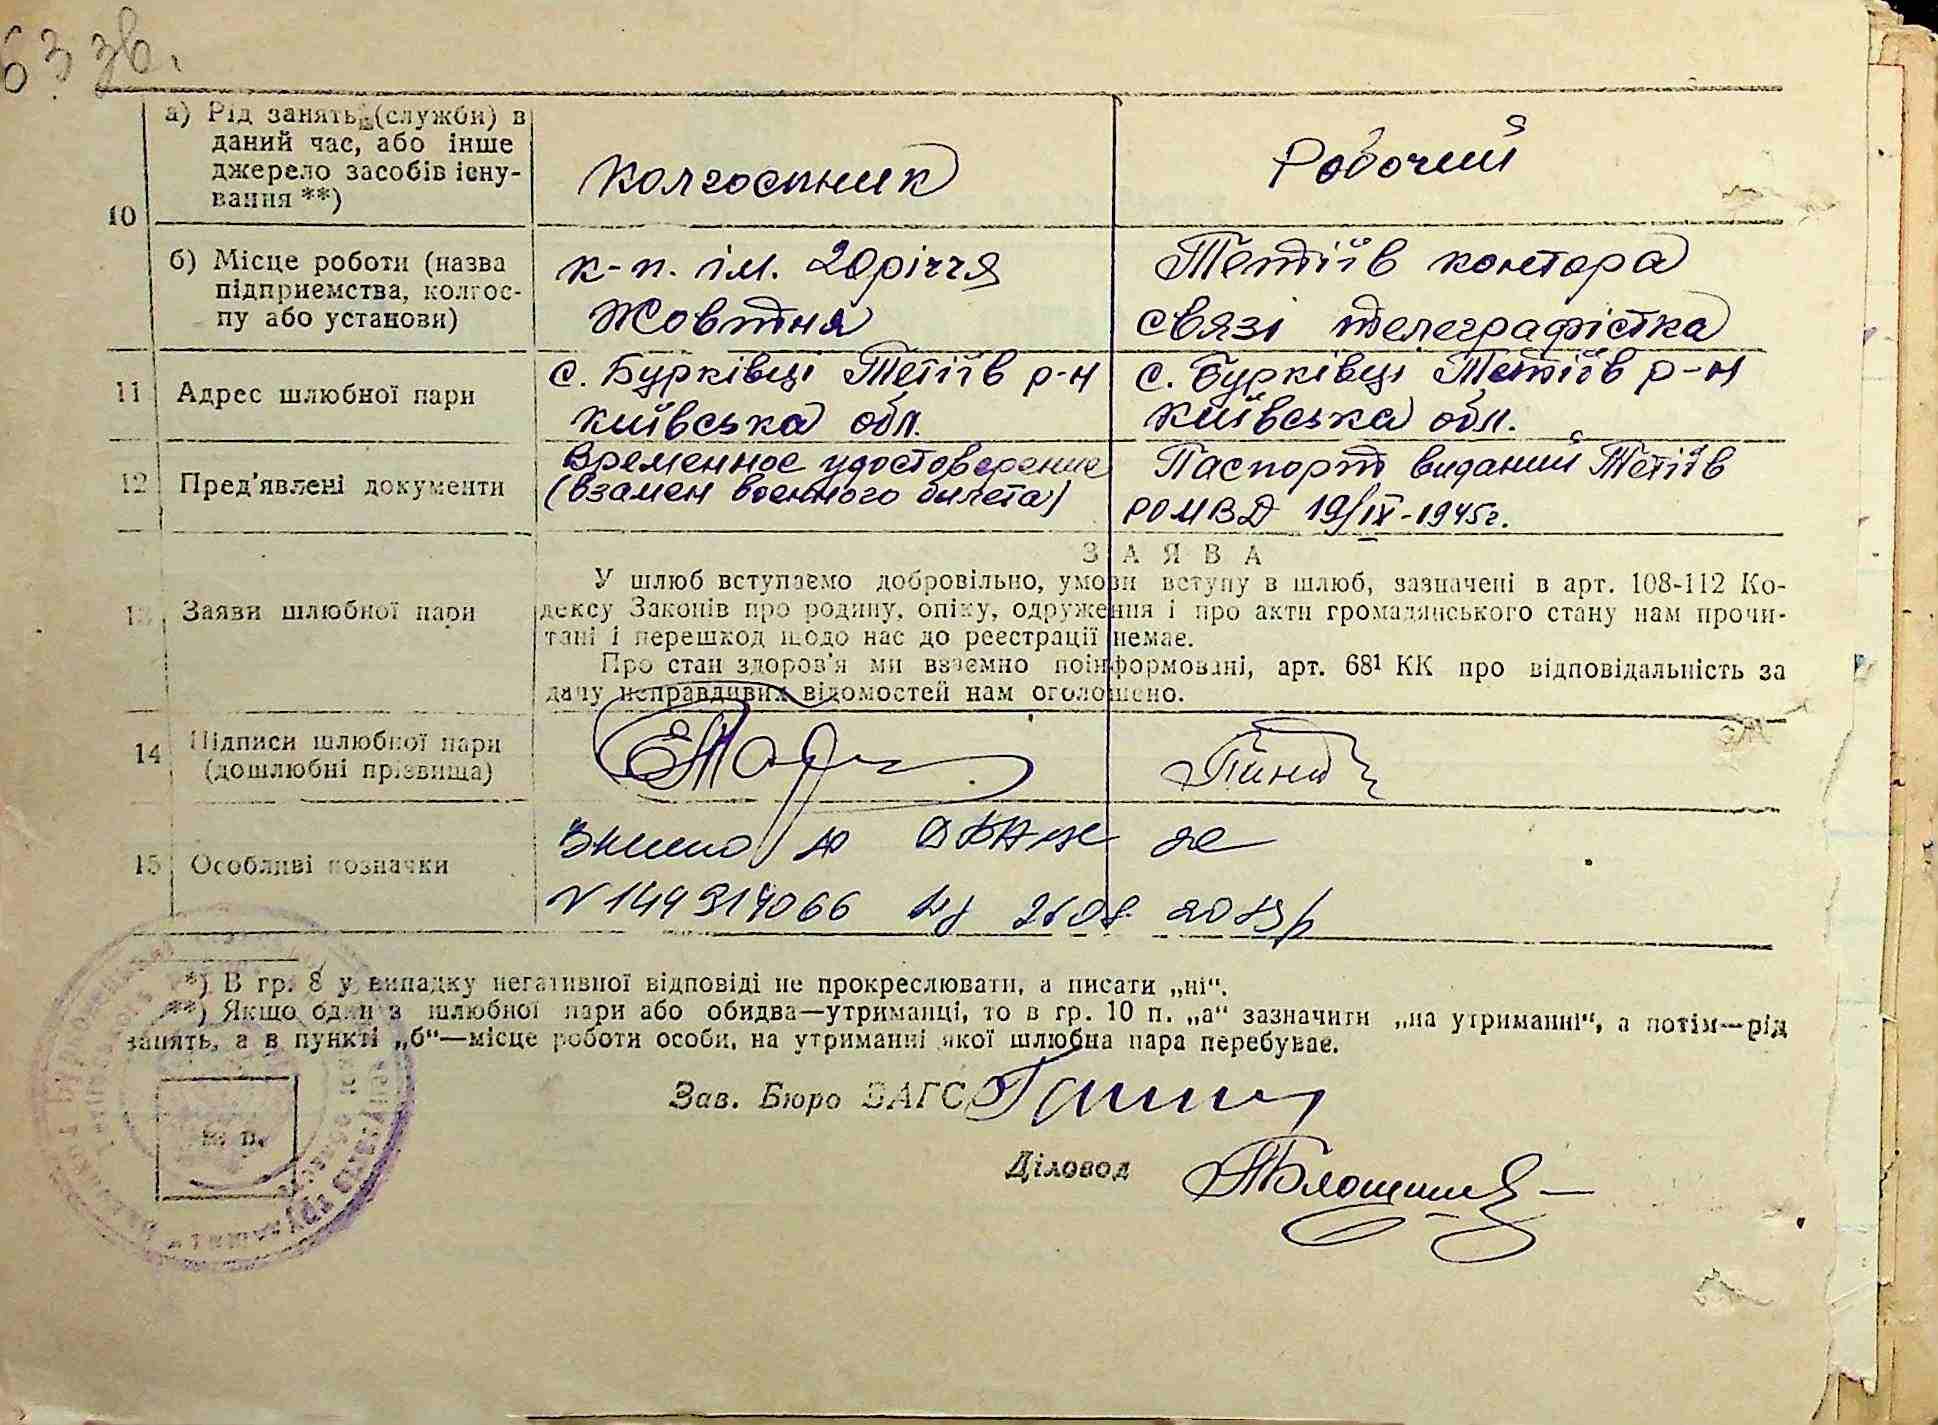 63 зв.
10
а) Рід занять (служби) в
даний час, або інше
джерело засобів існу-
вання **)
колгоспник
Робочий
б) Місце роботи (назва
підприємства, колгос-
пу або установи)
к-п. ім. 20річчя
Жовтня
Тетіїв контора
связі телеграфістка
11
Адрес шлюбної пари
с. Бурківці Тетіїв р-н
київська обл.
с. Бурківці Тетіїв р-н
київська обл.
12
Пред'явлені документи
Временное удостоверение
(взамен военного билета)
Паспорт виданий Тетіїв
РОМВД 19/IX-1945г.
13
Заяви шлюбної пари
ЗАЯВА
У шлюб вступаємо добровільно, умови вступу в шлюб, зазначені в арт. 108-112 Ко-
дексу Законів про родину, опіку, одруження і про акти громадянського стану нам прочи-
тані і перешкод щодо нас до реєстрації немає.
Про стан здоров'я ми взаємно поінформовані, арт. 68¹ КК про відповідальність за
дачу неправдивих відомостей нам оголошено.
14
Підписи шлюбної пари
(дошлюбні прізвища)
15
Особливі позначки
N 149314066
*) В гр. 8 у випадку негативної відповіді не прокреслювати, а писати „ні“.
**) Якщо один з шлюбної пари або обидва—утриманці, то в гр. 10 п. „а“ зазначити „на утриманні“, а потім—рід
занять, а в пункті „б“—місце роботи особи, на утриманні якої шлюбна пара перебуває.
Зав. Бюро ЗАГС
Діловод
м. п.